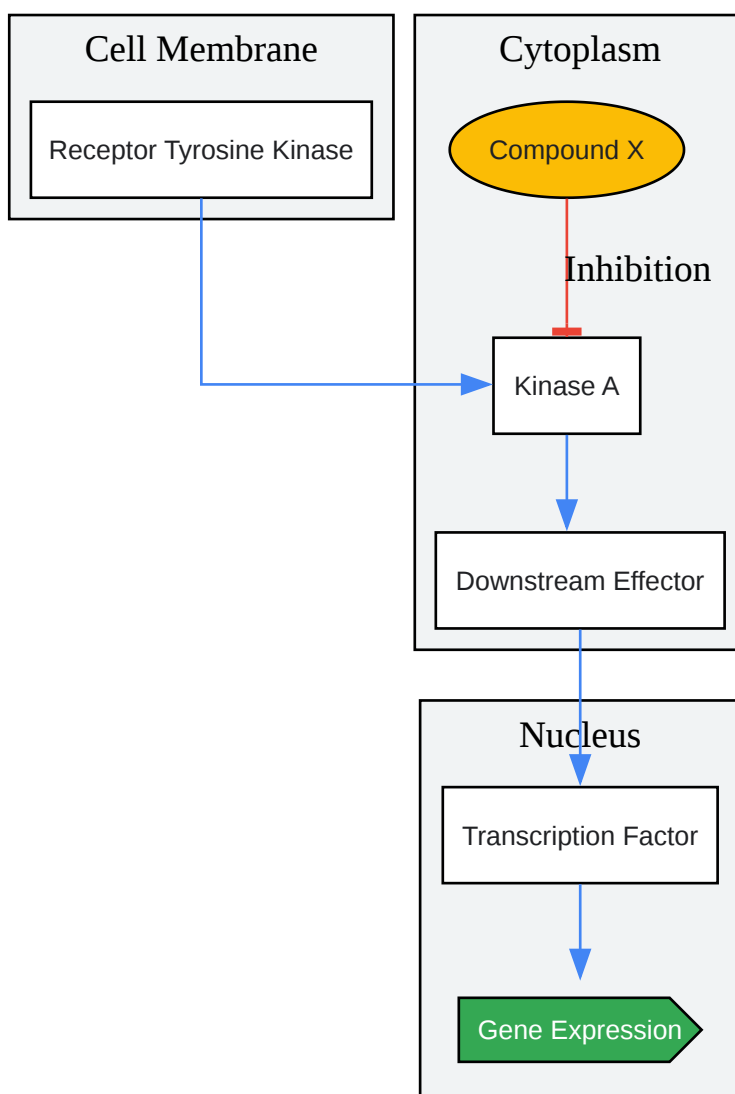 Cell Membrane
Receptor Tyrosine Kinase
Cytoplasm
Compound X
Inhibition
Kinase A
Downstream Effector
Nucleus
Transcription Factor
Gene Expression